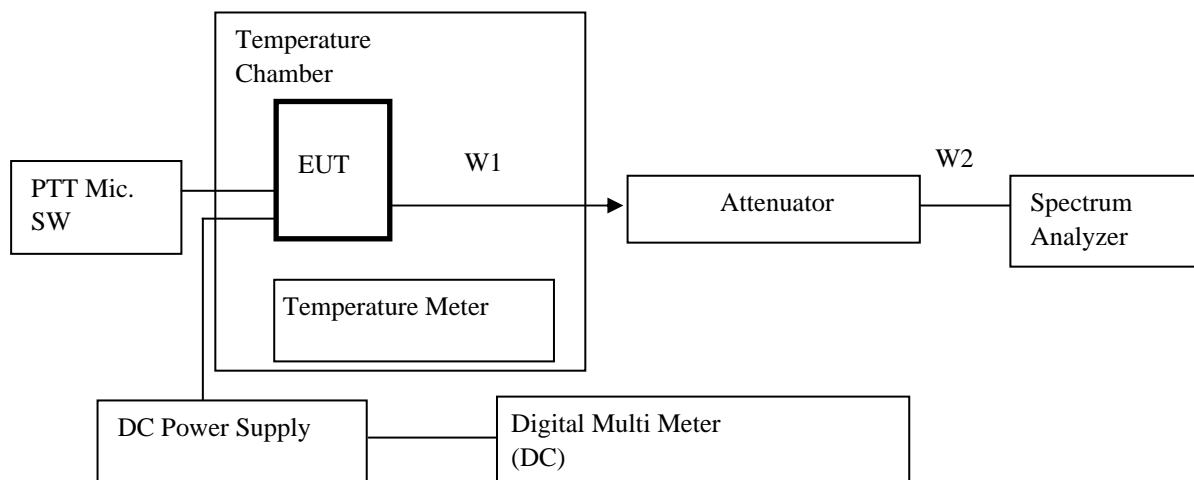 Temperature
Chamber
EUT
W1
W2
PTT Mic.
SW
Attenuator
Spectrum
Analyzer
Temperature Meter
DC Power Supply
Digital Multi Meter
(DC)